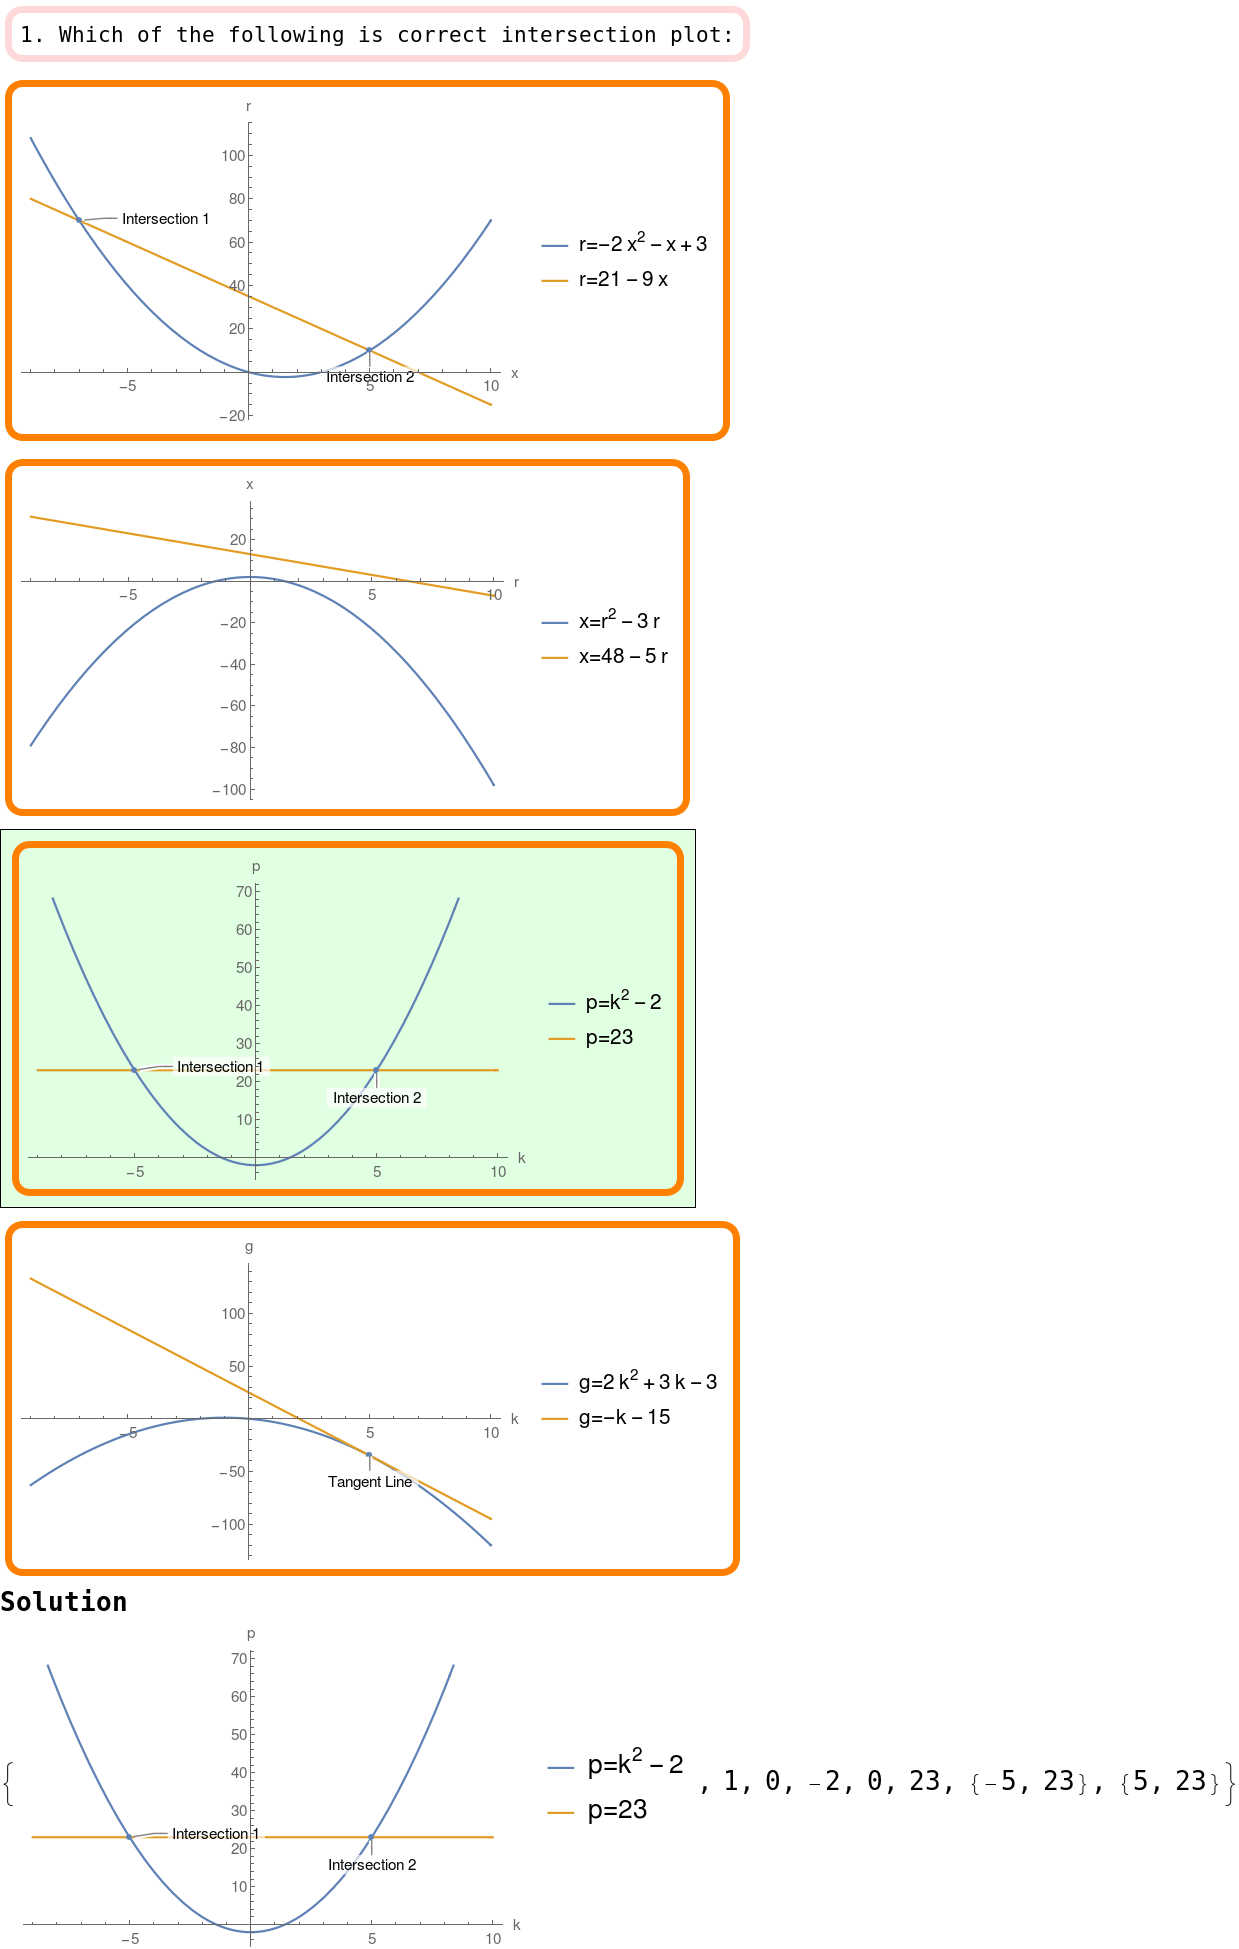 1. Which of the following is correct intersection plot:
r
100
80
60
40
20
−20
−5
5
10
x
Intersection 1
Intersection 2
r=−2 x² − x + 3
r=21 − 9 x
x
20
−20
−40
−60
−80
−100
−5
5
10
r
x=r² − 3 r
x=48 − 5 r
p
70
60
50
40
30
20
10
−5
5
10
k
Intersection 1
Intersection 2
p=k² − 2
p=23
g
100
50
−50
−100
−5
5
10
k
Tangent Line
g=2 k² + 3 k − 3
g=−k − 15
Solution
p
70
60
50
40
30
20
10
−5
5
10
k
Intersection 1
Intersection 2
{ p=k² − 2
p=23
, 1, 0, −2, 0, 23, {−5, 23}, {5, 23}}